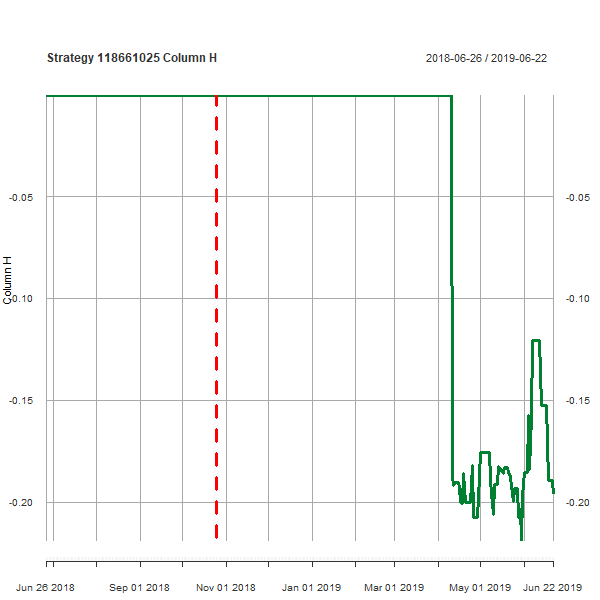 Strategy 118661025 Column H
2018-06-26 / 2019-06-22
Column H
-0.05
-0.10
-0.15
-0.20
-0.05
-0.10
-0.15
-0.20
Jun 26 2018
Sep 01 2018
Nov 01 2018
Jan 01 2019
Mar 01 2019
May 01 2019
Jun 22 2019